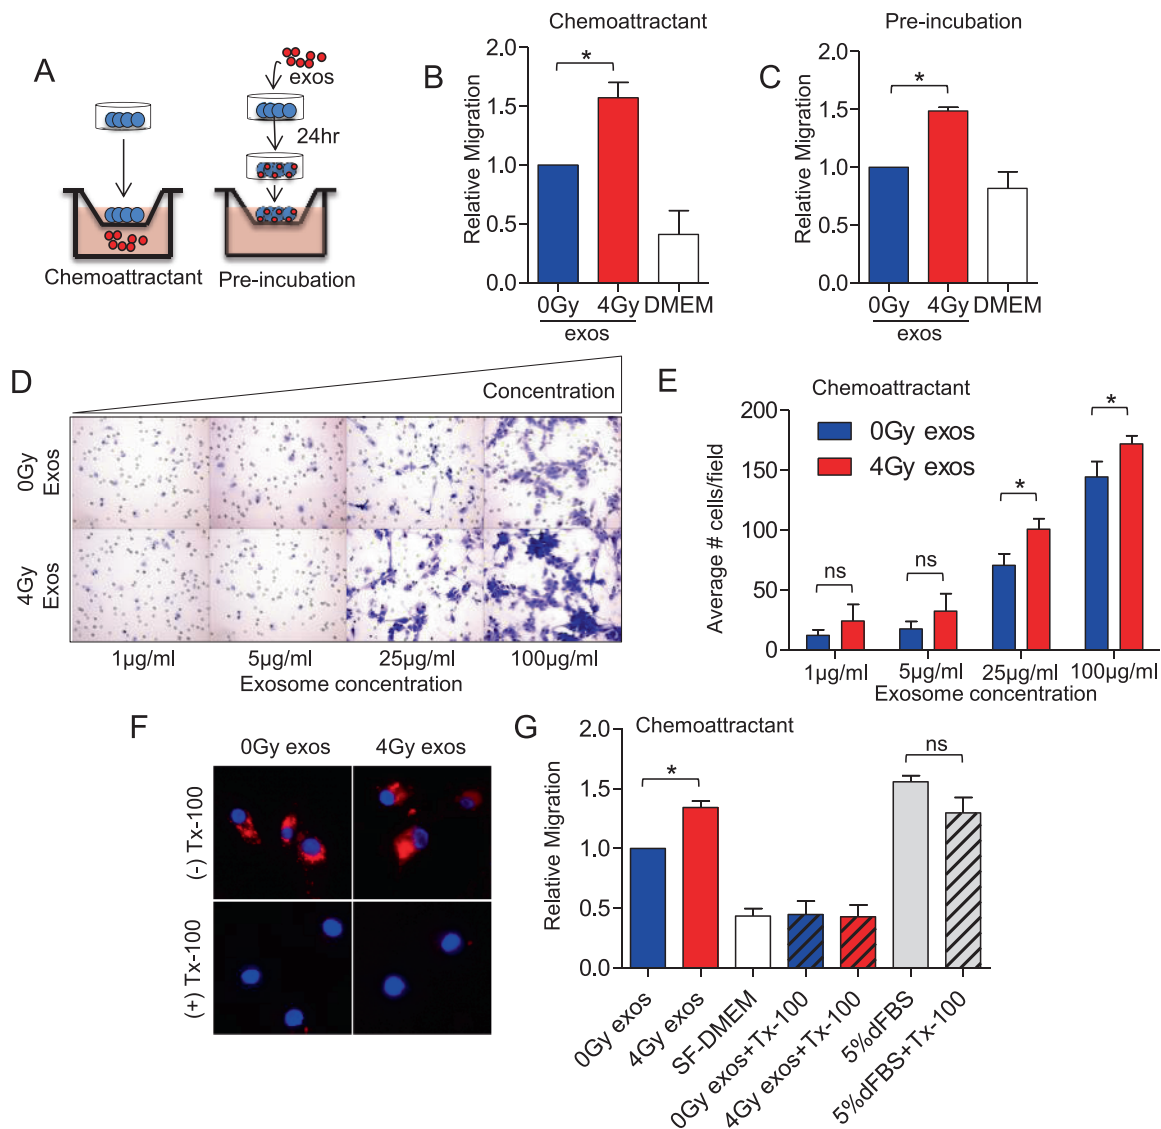 A
exos
24hr
Chemoattractant
Pre-incubation
B
Chemoattractant
Relative Migration
2.0
1.5
1.0
0.5
0.0
*
0Gy 4Gy DMEM
exos
C
Pre-incubation
Relative Migration
2.0
1.5
1.0
0.5
0.0
*
0Gy 4Gy DMEM
exos
D
Concentration
0Gy
Exos
4Gy
Exos
1µg/ml 5µg/ml 25µg/ml 100µg/ml
Exosome concentration
E
Chemoattractant
Average # cells/field
200
150
100
50
0
0Gy exos
4Gy exos
ns
ns
*
*
1µg/ml 5µg/ml 25µg/ml 100µg/ml
Exosome concentration
F
0Gy exos 4Gy exos
(-) Tx-100
(+) Tx-100
G
Chemoattractant
Relative Migration
2.0
1.5
1.0
0.5
0.0
*
ns
0Gy exos
4Gy exos
SF-DMEM
0Gy exos+Tx-100
4Gy exos+Tx-100
5%dFBS
5%dFBS+Tx-100